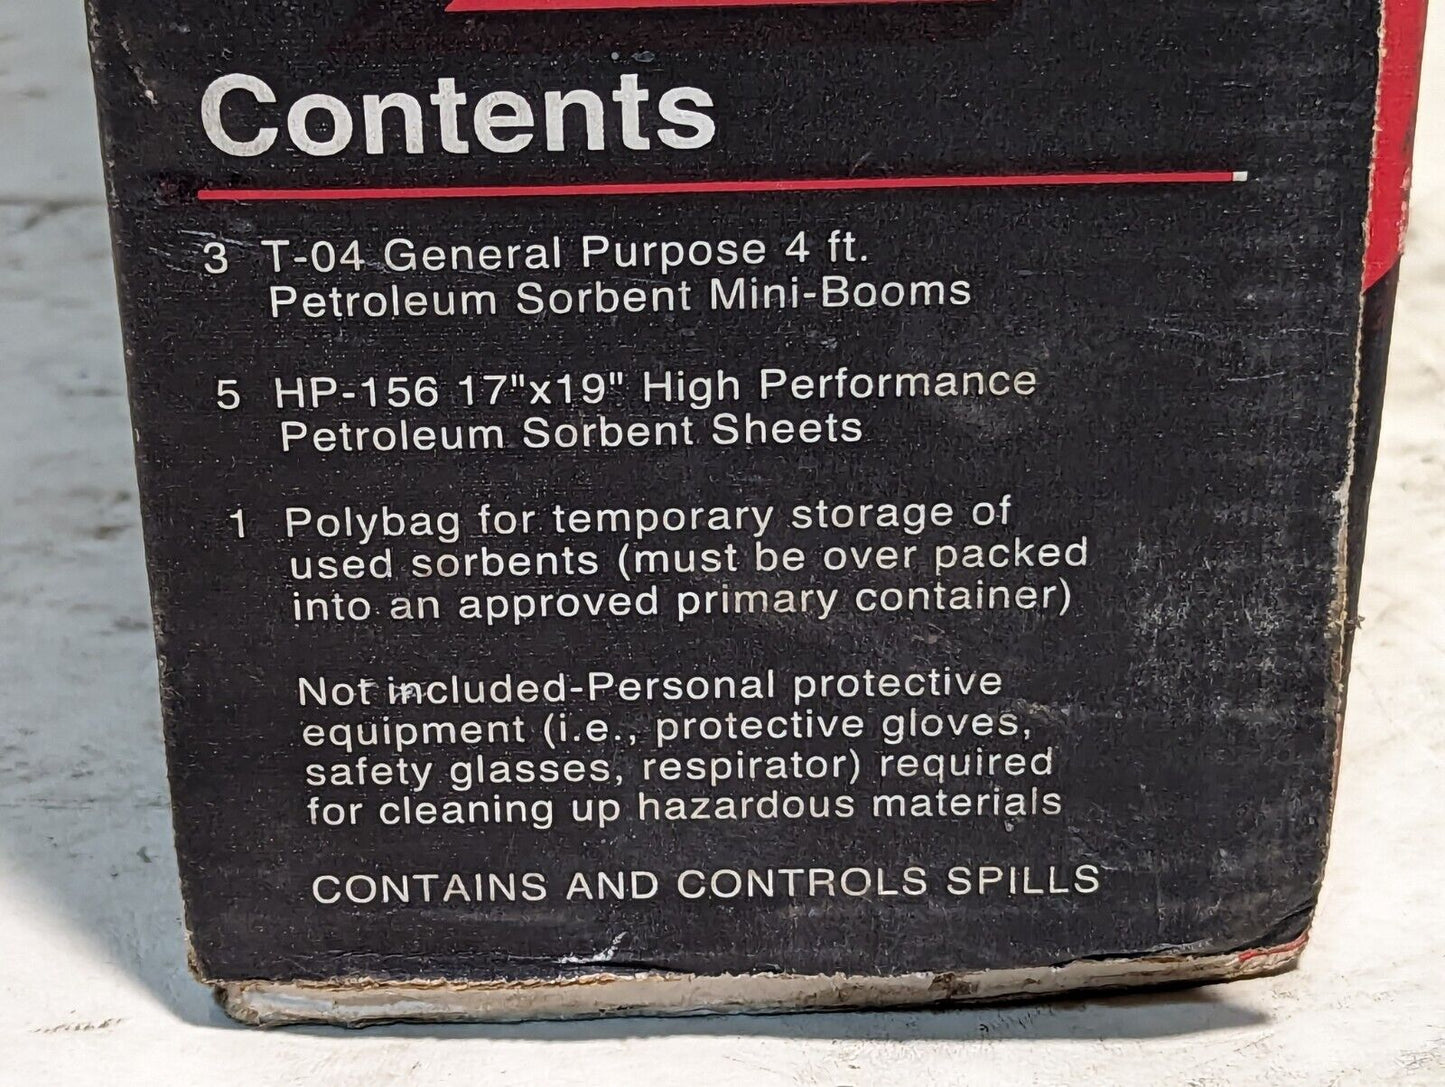 Contents
3 T-04 General Purpose 4 ft.
Petroleum Sorbent Mini-Booms
5 HP-156 17"x19" High Performance
Petroleum Sorbent Sheets
1 Polybag for temporary storage of
used sorbents (must be over packed
into an approved primary container)
Not included-Personal protective
equipment (i.e., protective gloves,
safety glasses, respirator) required
for cleaning up hazardous materials
CONTAINS AND CONTROLS SPILLS